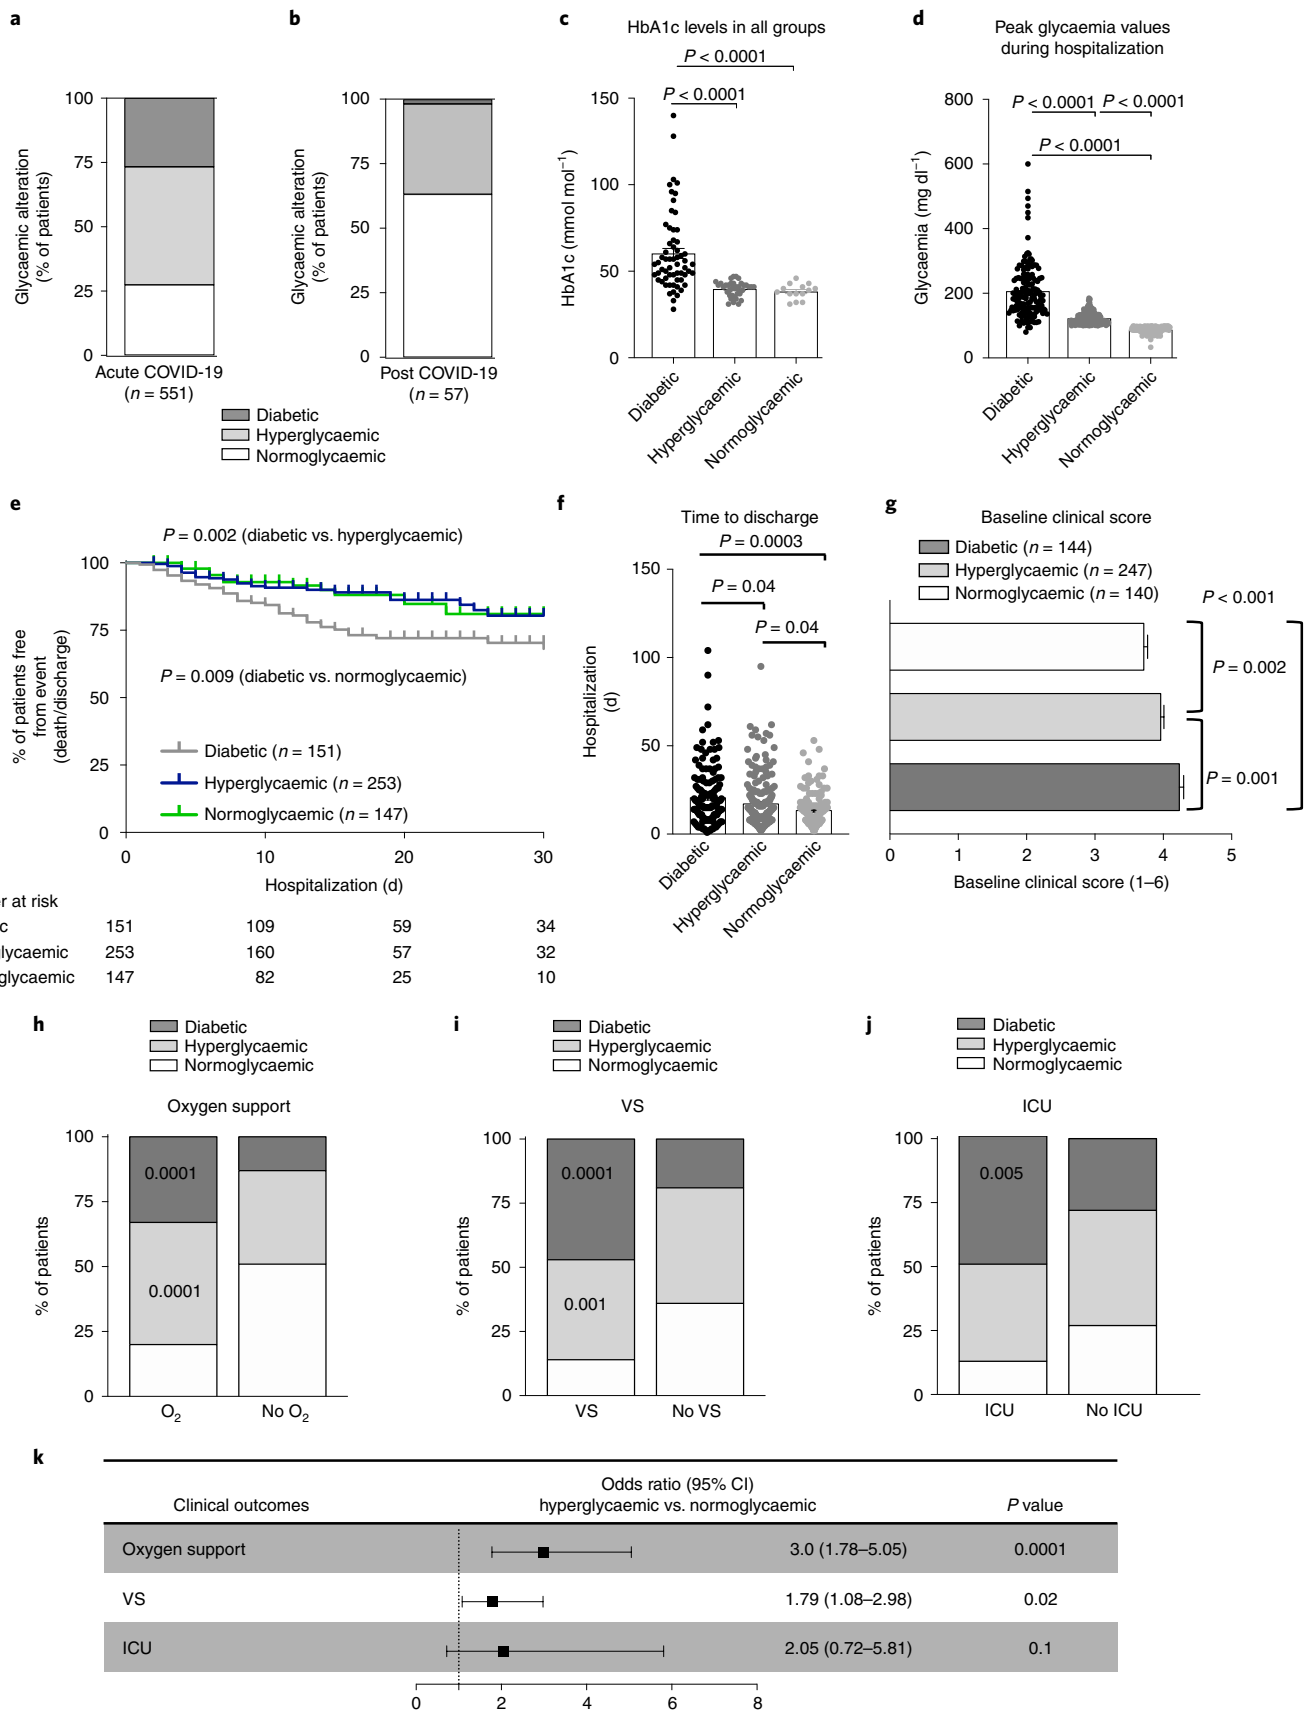 a
Glycaemic alteration
(% of patients)
100
75
50
25
0
Acute COVID-19
(n = 551)
b
Glycaemic alteration
(% of patients)
100
75
50
25
0
Post COVID-19
(n = 57)
Diabetic
Hyperglycaemic
Normoglycaemic
c
HbA1c levels in all groups
P < 0.0001
P < 0.0001
HbA1c (mmol mol⁻¹)
150
100
50
0
Diabetic
Hyperglycaemic
Normoglycaemic
d
Peak glycaemia values
during hospitalization
P < 0.0001 P < 0.0001
P < 0.0001
Glycaemia (mg dl⁻¹)
800
600
400
200
0
Diabetic
Hyperglycaemic
Normoglycaemic
e
P = 0.002 (diabetic vs. hyperglycaemic)
% of patients free
from event
(death/discharge)
100
75
50
25
0
P = 0.009 (diabetic vs. normoglycaemic)
Diabetic (n = 151)
Hyperglycaemic (n = 253)
Normoglycaemic (n = 147)
0 10 20 30
Hospitalization (d)
er at risk
c 151 109 59 34
glycaemic 253 160 57 32
glycaemic 147 82 25 10
f
Time to discharge
P = 0.0003
P = 0.04
P = 0.04
Hospitalization
(d)
150
100
50
0
Diabetic
Hyperglycaemic
Normoglycaemic
g
Baseline clinical score
Diabetic (n = 144)
Hyperglycaemic (n = 247)
Normoglycaemic (n = 140)
P < 0.001
P = 0.002
P = 0.001
0 1 2 3 4 5
Baseline clinical score (1–6)
h
Diabetic
Hyperglycaemic
Normoglycaemic
Oxygen support
% of patients
100
75
50
25
0
0.0001
0.0001
O₂ No O₂
i
Diabetic
Hyperglycaemic
Normoglycaemic
VS
% of patients
100
75
50
25
0
0.0001
0.001
VS No VS
j
Diabetic
Hyperglycaemic
Normoglycaemic
ICU
% of patients
100
75
50
25
0
0.005
ICU No ICU
k
Clinical outcomes
Odds ratio (95% CI)
hyperglycaemic vs. normoglycaemic
P value
Oxygen support 3.0 (1.78–5.05) 0.0001
VS 1.79 (1.08–2.98) 0.02
ICU 2.05 (0.72–5.81) 0.1
0 2 4 6 8